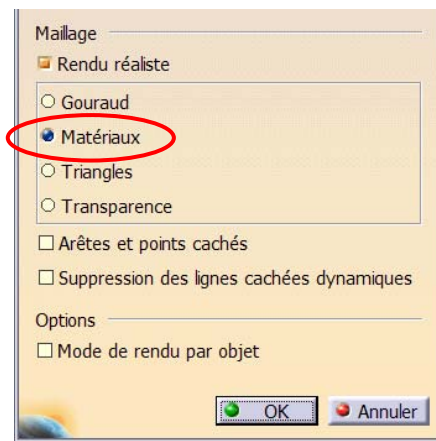 Maillage
Rendu réaliste
Gouraud
Matériaux
Triangles
Transparence
Arêtes et points cachés
Suppression des lignes cachées dynamiques
Options
Mode de rendu par objet
OK Annuler